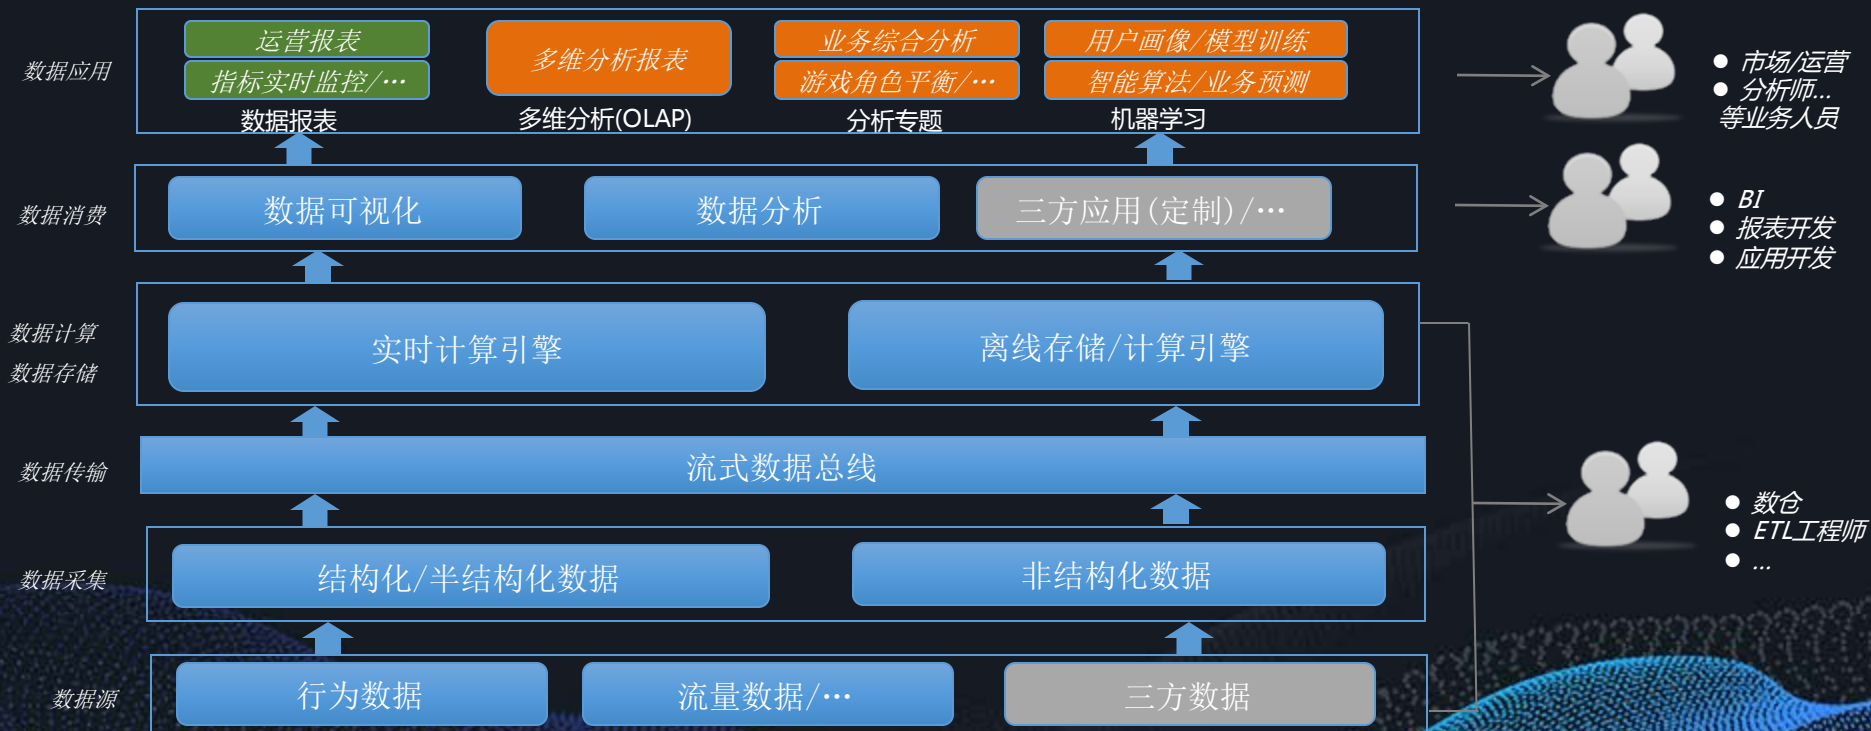 数据应用
运营报表
指标实时监控/…
数据报表
多维分析报表
多维分析(OLAP)
业务综合分析
游戏角色平衡/…
分析专题
用户画像/模型训练
智能算法/业务预测
机器学习
● 市场/运营
● 分析师...
等业务人员
数据消费
数据可视化
数据分析
三方应用(定制)/…
● BI
● 报表开发
● 应用开发
数据计算
数据存储
实时计算引擎
离线存储/计算引擎
数据传输
流式数据总线
● 数仓
● ETL工程师
● ...
数据采集
结构化/半结构化数据
非结构化数据
数据源
行为数据
流量数据/…
三方数据